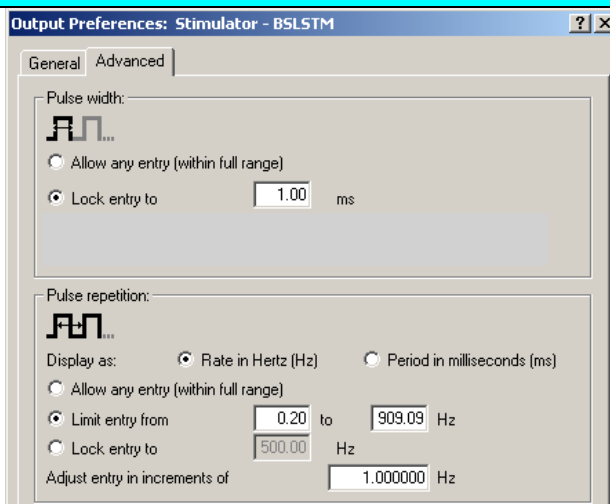 Output Preferences: Stimulator - BSLSTM
General Advanced
Pulse width:
Allow any entry (within full range)
Lock entry to 1.00 ms
Pulse repetition:
Display as: Rate in Hertz (Hz) Period in milliseconds (ms)
Allow any entry (within full range)
Limit entry from 0.20 to 909.09 Hz
Lock entry to 500.00 Hz
Adjust entry in increments of 1.000000 Hz